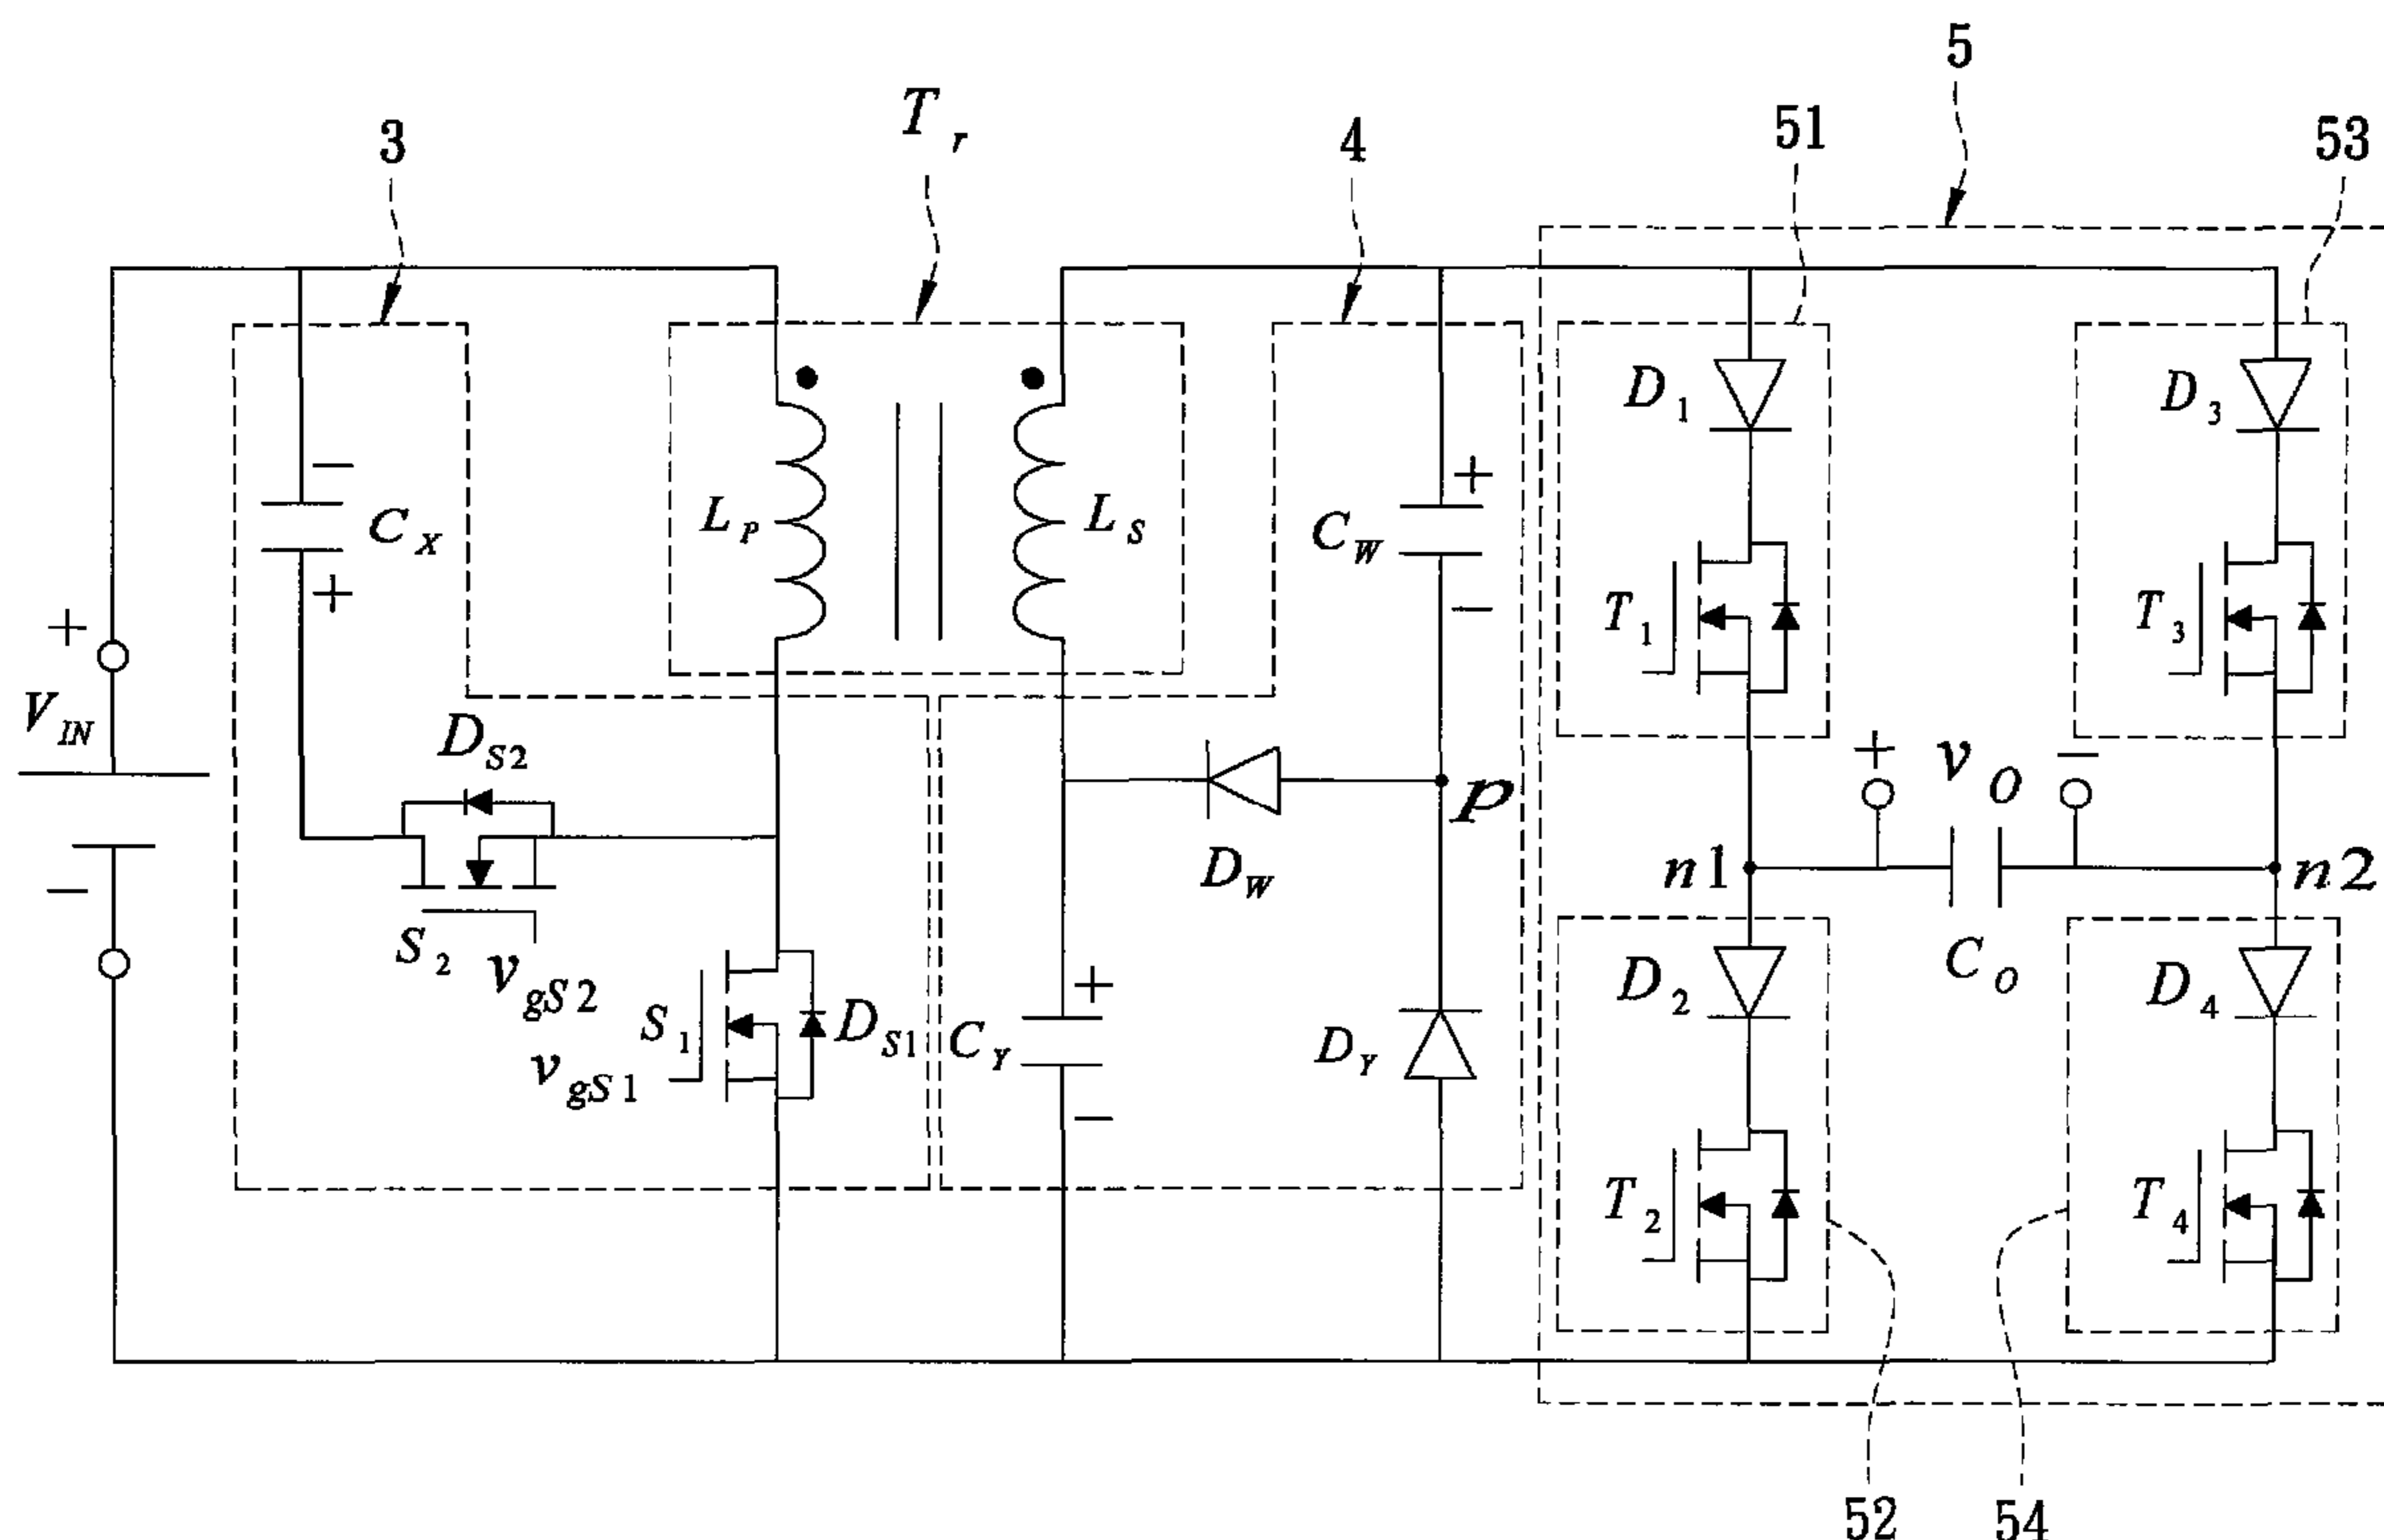 5
3
T r
4
51
53
D 1
D 3
+
−
L P
L S
C W
C X
+
−
T 1
T 3
+
V IN
D S2
−
p
+ v O −
n1
n2
D W
S 2
v gS2
C O
D 2
D 4
+
S 1
D S1
C Y
D Y
v gS1
−
T 2
T 4
52
54